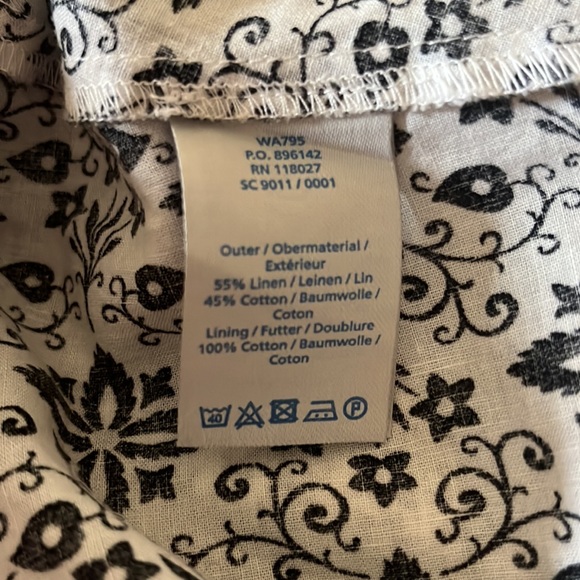 WA795
P.O. 896142
RN 118027
SC 9011 / 0001
Outer / Obermaterial /
Extérieur
55% Linen / Leinen / Lin
45% Cotton / Baumwolle /
Coton
Lining / Futter / Doublure
100% Cotton / Baumwolle /
Coton
40 P